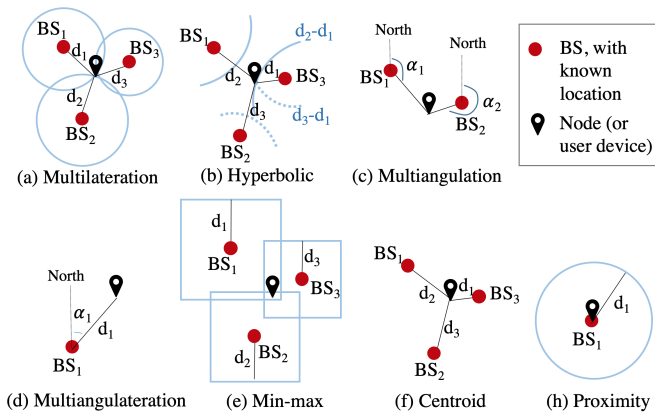 BS₁
d₁
BS₃
d₃
d₂
BS₂
(a) Multilateration
BS₁
d₂-d₁
d₂
d₁
BS₃
d₃
d₃-d₁
BS₂
(b) Hyperbolic
North
North
BS₁
α₁
α₂
BS₂
(c) Multiangulation
BS, with
known
location
Node (or
user device)
North
α₁
d₁
BS₁
(d) Multiangulateration
d₁
BS₁
d₃
BS₃
d₂
BS₂
(e) Min-max
BS₁
d₂
d₁
BS₃
d₃
BS₂
(f) Centroid
d₁
BS₁
(h) Proximity